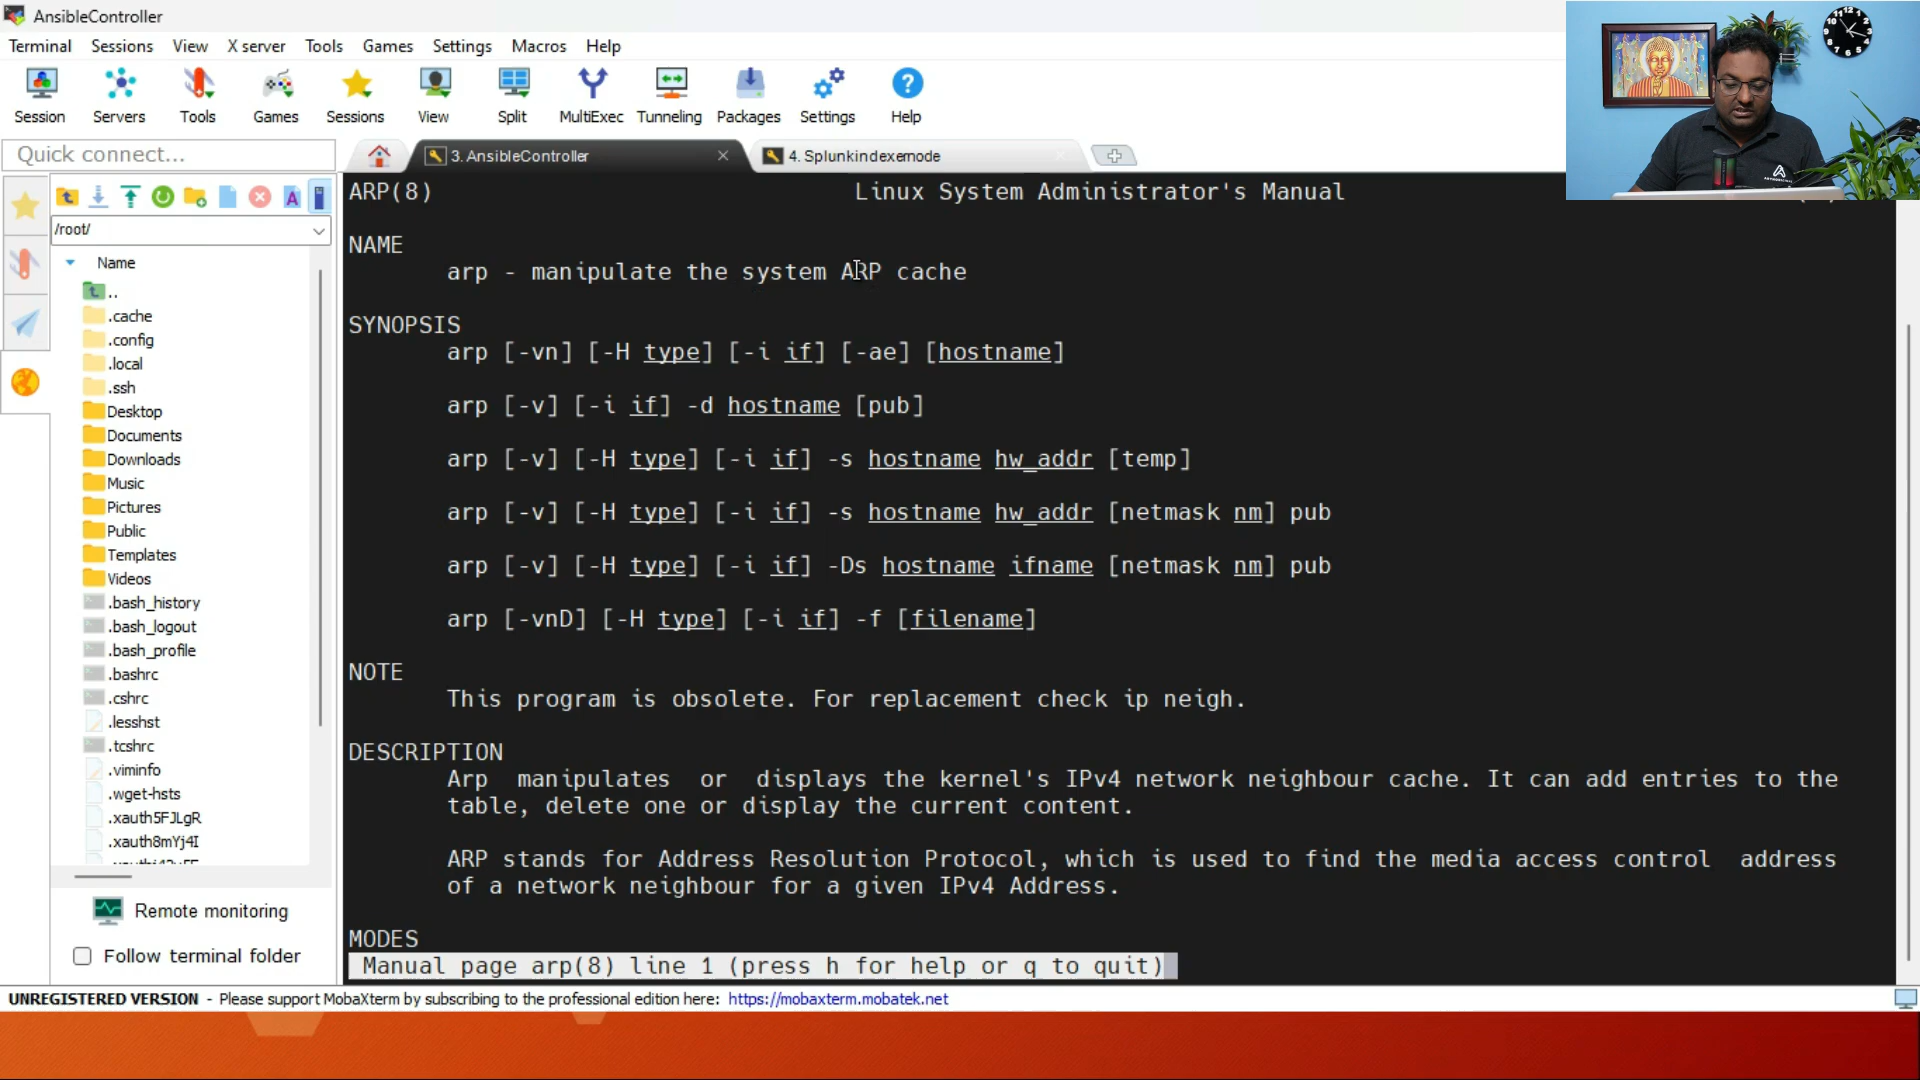 AnsibleController
Terminal Sessions View X server Tools Games Settings Macros Help
Session Servers Tools Games Sessions View Split MultiExec Tunneling Packages Settings Help
Quick connect...
3. AnsibleController
4. Splunkindexemode
/root/
Name
..
.cache
.config
.local
.ssh
Desktop
Documents
Downloads
Music
Pictures
Public
Templates
Videos
.bash_history
.bash_logout
.bash_profile
.bashrc
.cshrc
.lesshst
.tcshrc
.viminfo
.wget-hsts
.xauth5FJLgR
.xauth8mYj4I
Remote monitoring
Follow terminal folder
ARP(8) Linux System Administrator's Manual
NAME
arp - manipulate the system ARP cache
SYNOPSIS
arp [-vn] [-H type] [-i if] [-ae] [hostname]
arp [-v] [-i if] -d hostname [pub]
arp [-v] [-H type] [-i if] -s hostname hw_addr [temp]
arp [-v] [-H type] [-i if] -s hostname hw_addr [netmask nm] pub
arp [-v] [-H type] [-i if] -Ds hostname ifname [netmask nm] pub
arp [-vnD] [-H type] [-i if] -f [filename]
NOTE
This program is obsolete. For replacement check ip neigh.
DESCRIPTION
Arp manipulates or displays the kernel's IPv4 network neighbour cache. It can add entries to the
table, delete one or display the current content.
ARP stands for Address Resolution Protocol, which is used to find the media access control address
of a network neighbour for a given IPv4 Address.
MODES
Manual page arp(8) line 1 (press h for help or q to quit)
UNREGISTERED VERSION - Please support MobaXterm by subscribing to the professional edition here: https://mobaxterm.mobatek.net